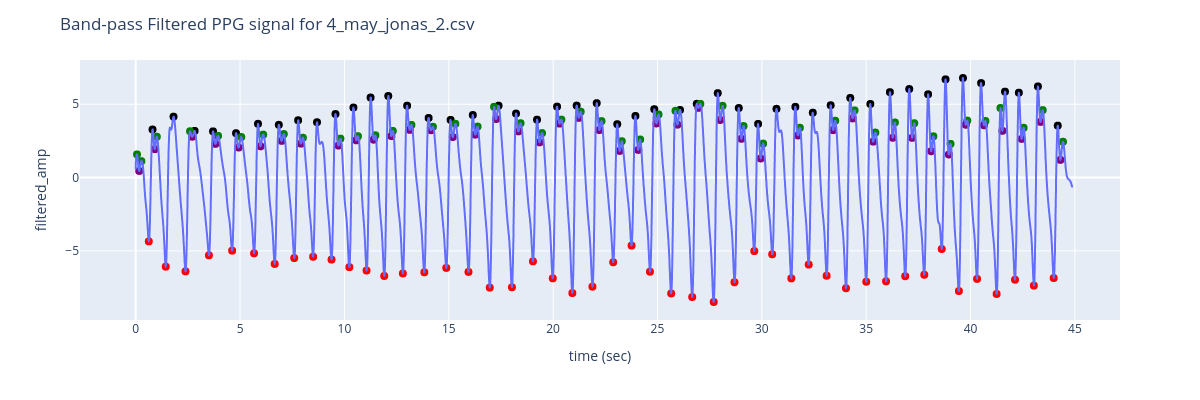 Band-pass Filtered PPG signal for 4_may_jonas_2.csv
filtered_amp
5
0
−5
0 5 10 15 20 25 30 35 40 45
time (sec)